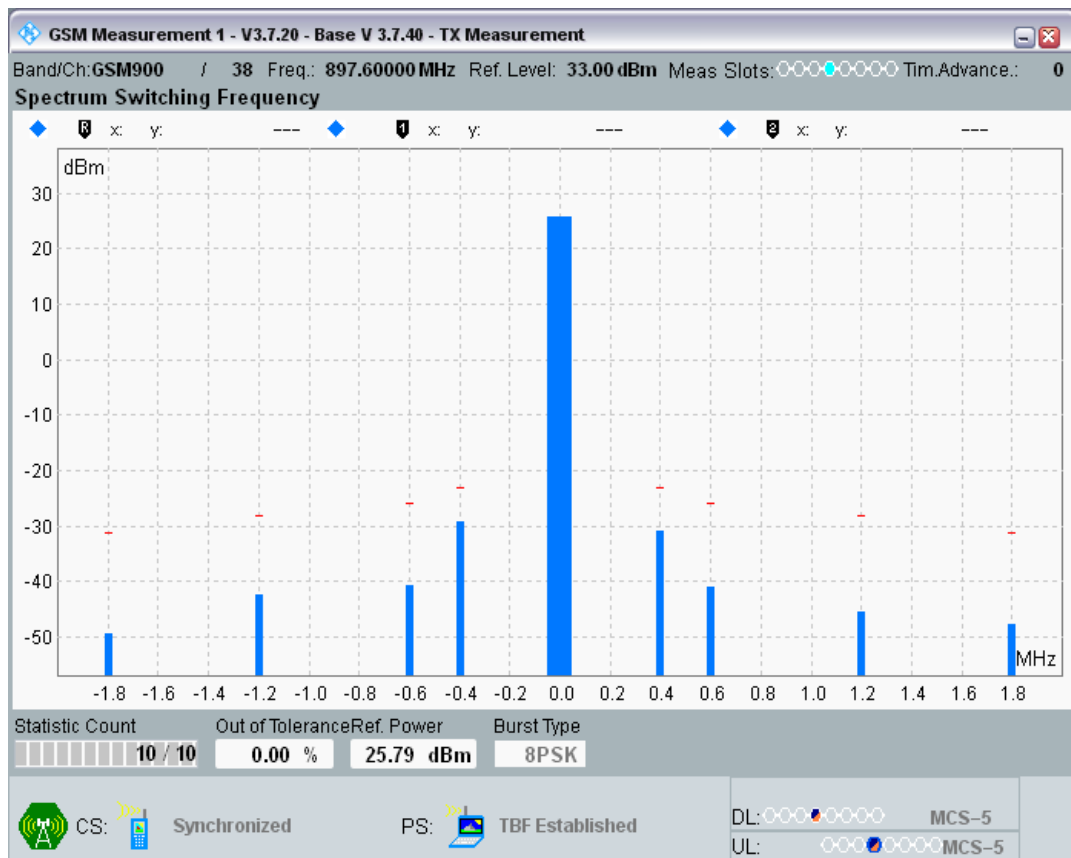 GSM Measurement 1 - V3.7.20 - Base V 3.7.40 - TX Measurement
Band/Ch:GSM900 / 38 Freq.: 897.60000 MHz Ref. Level: 33.00 dBm Meas Slots: Tim.Advance.: 0
Spectrum Switching Frequency
R x: y: --- 1 x: y: --- 2 x: y: ---
dBm
30
20
10
0
-10
-20
-30
-40
-50
MHz
-1.8 -1.6 -1.4 -1.2 -1.0 -0.8 -0.6 -0.4 -0.2 0.0 0.2 0.4 0.6 0.8 1.0 1.2 1.4 1.6 1.8
Statistic Count Out of Tolerance Ref. Power Burst Type
10 / 10 0.00 % 25.79 dBm 8PSK
CS: Synchronized PS: TBF Established DL: MCS-5
UL: MCS-5